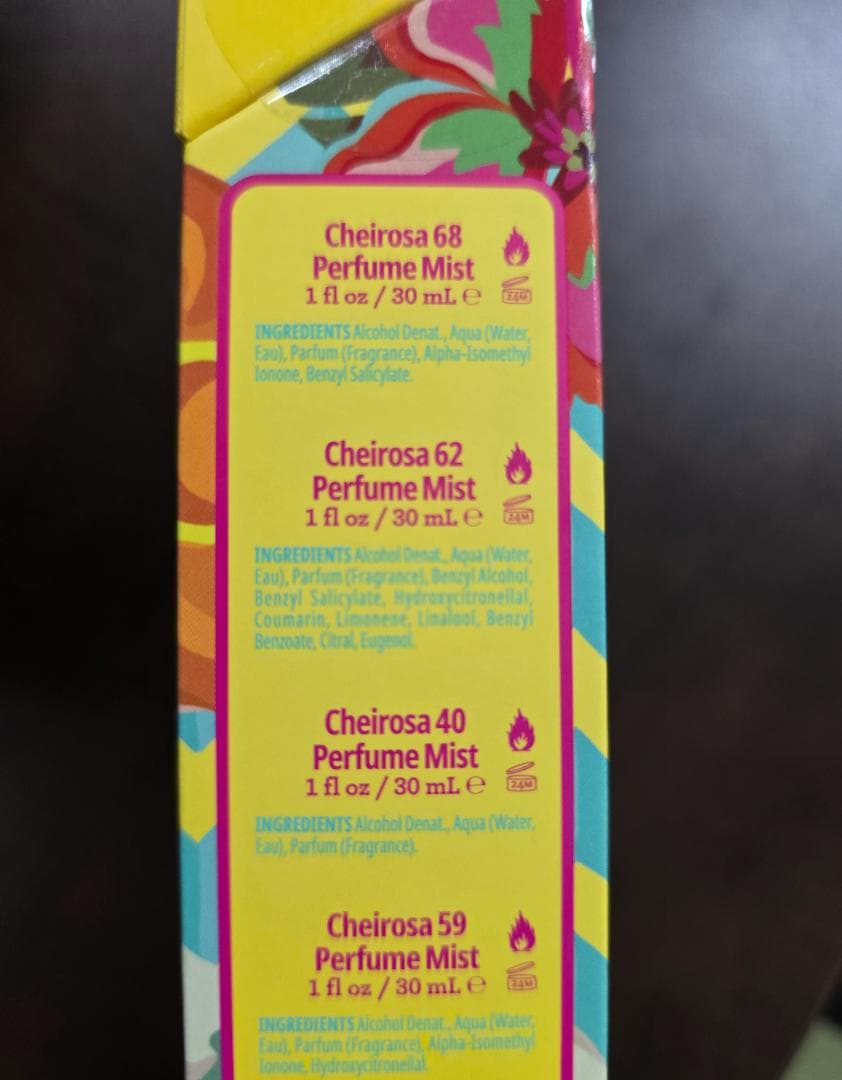 Cheirosa 68
Perfume Mist
1 fl oz / 30 mL ℮
24M
INGREDIENTS Alcohol Denat., Aqua (Water,
Eau), Parfum (Fragrance), Alpha-Isomethyl
Ionone, Benzyl Salicylate.
Cheirosa 62
Perfume Mist
1 fl oz / 30 mL ℮
24M
INGREDIENTS Alcohol Denat., Aqua (Water,
Eau), Parfum (Fragrance), Benzyl Alcohol,
Benzyl Salicylate, Hydroxycitronellal,
Coumarin, Limonene, Linalool, Benzyl
Benzoate, Citral, Eugenol.
Cheirosa 40
Perfume Mist
1 fl oz / 30 mL ℮
24M
INGREDIENTS Alcohol Denat., Aqua (Water,
Eau), Parfum (Fragrance).
Cheirosa 59
Perfume Mist
1 fl oz / 30 mL ℮
24M
INGREDIENTS Alcohol Denat., Aqua (Water,
Eau), Parfum (Fragrance), Alpha-Isomethyl
Ionone, Hydroxycitronellal.